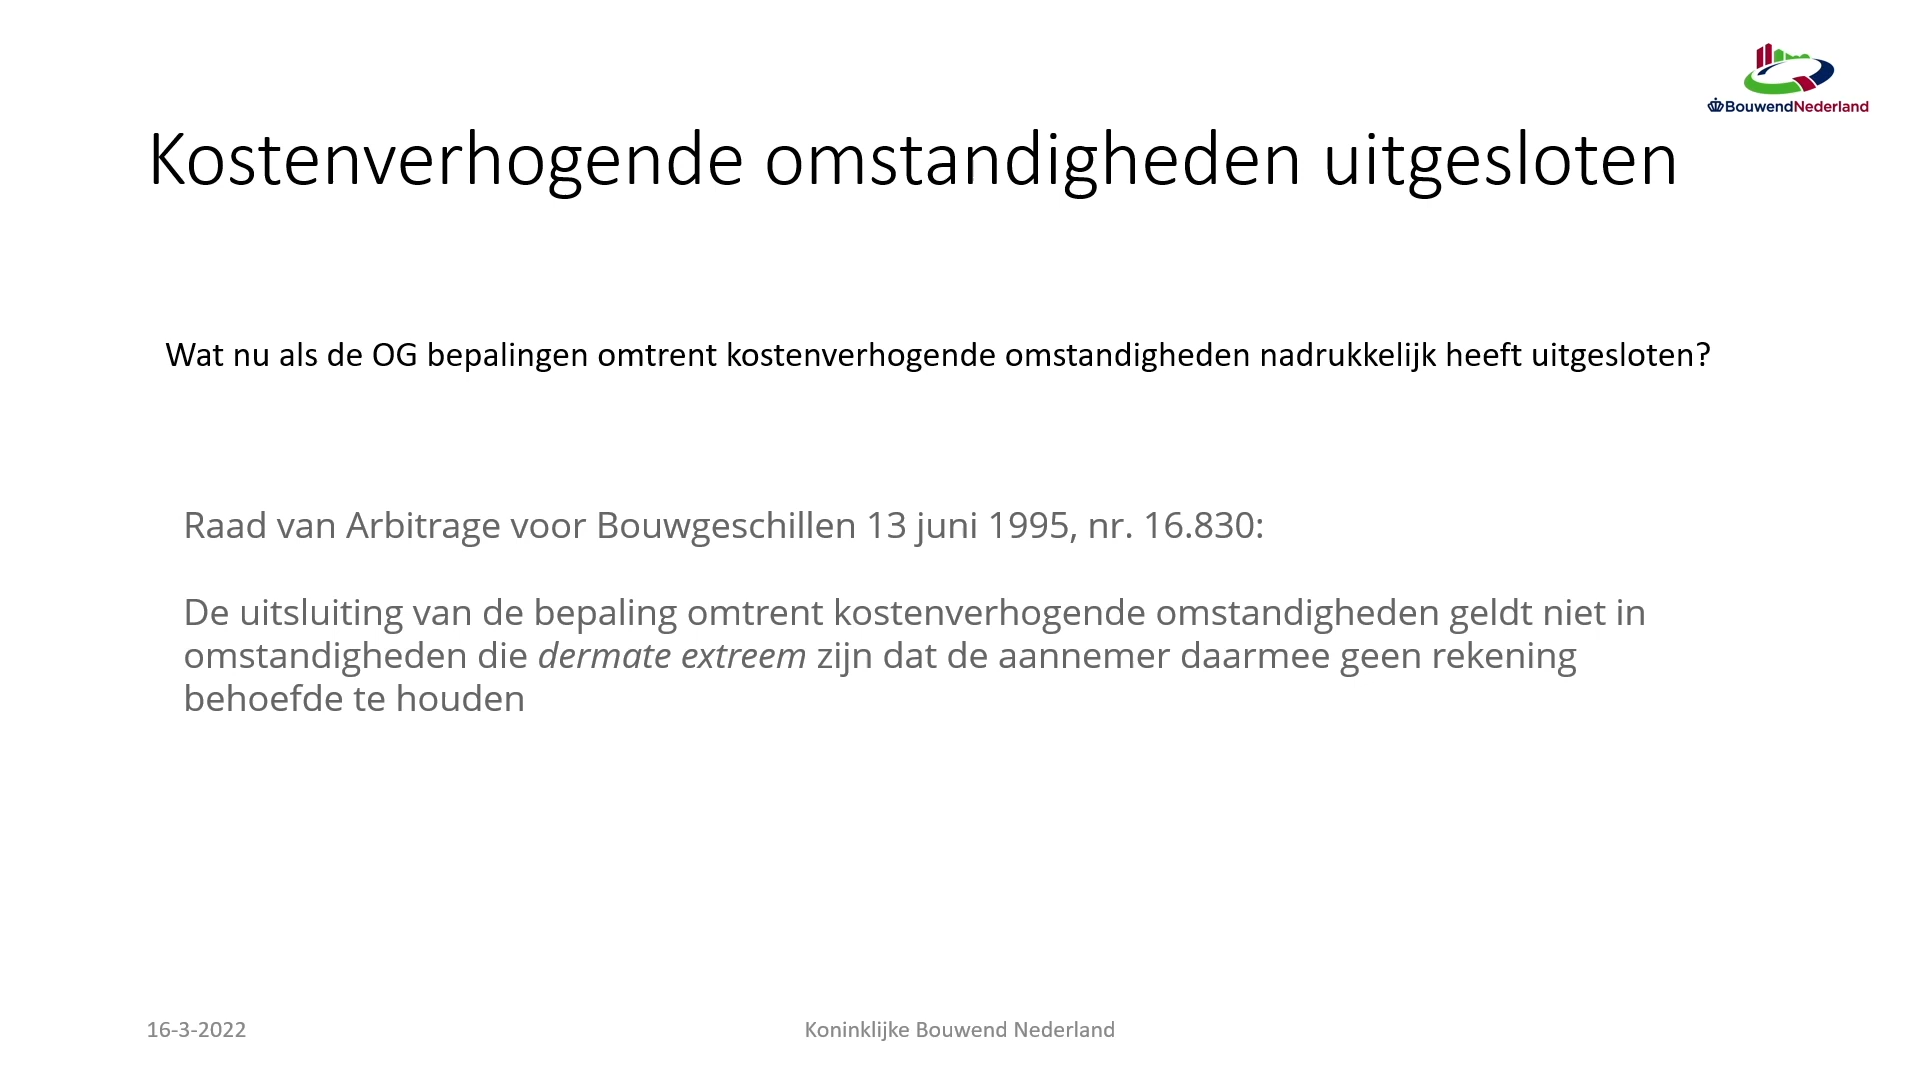 BouwendNederland
Kostenverhogende omstandigheden uitgesloten
Wat nu als de OG bepalingen omtrent kostenverhogende omstandigheden nadrukkelijk heeft uitgesloten?
Raad van Arbitrage voor Bouwgeschillen 13 juni 1995, nr. 16.830:
De uitsluiting van de bepaling omtrent kostenverhogende omstandigheden geldt niet in
omstandigheden die dermate extreem zijn dat de aannemer daarmee geen rekening
behoefde te houden
16-3-2022
Koninklijke Bouwend Nederland